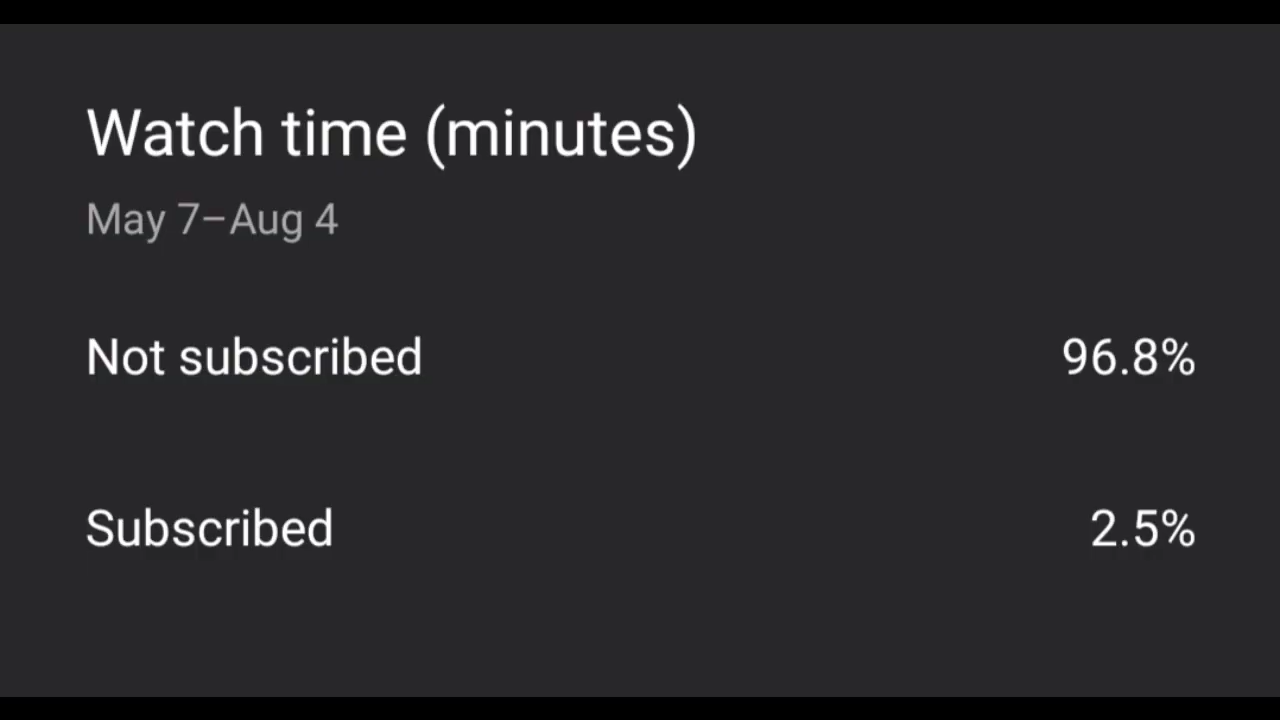 Watch time (minutes)
May 7–Aug 4
Not subscribed 96.8%
Subscribed 2.5%